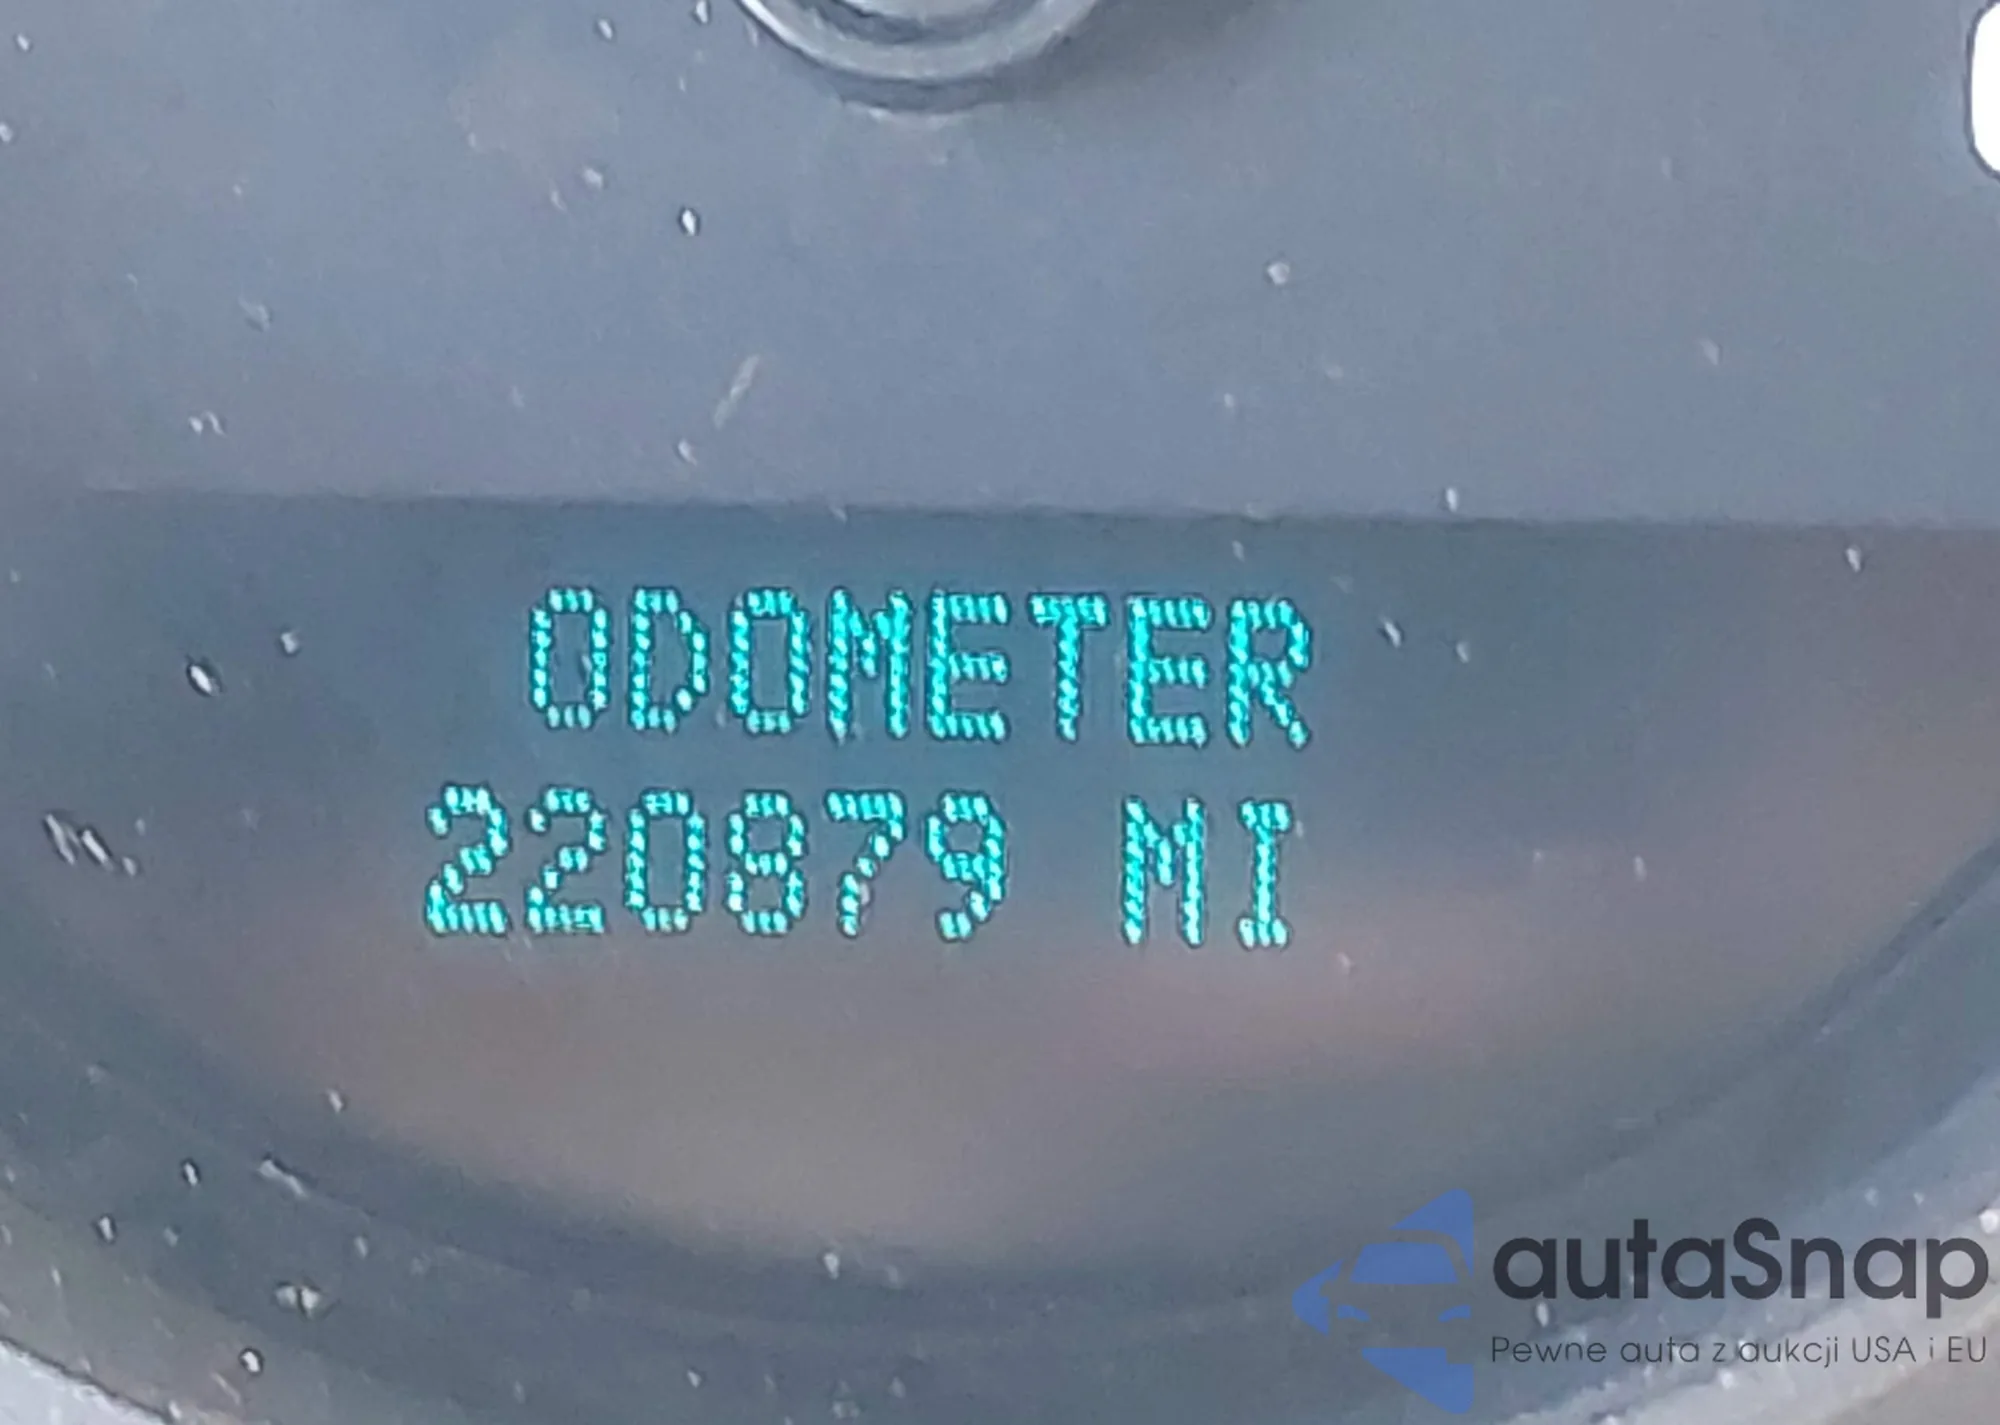 ODOMETER
220879 MI
autaSnap
Pewne auta z aukcji USA i EU